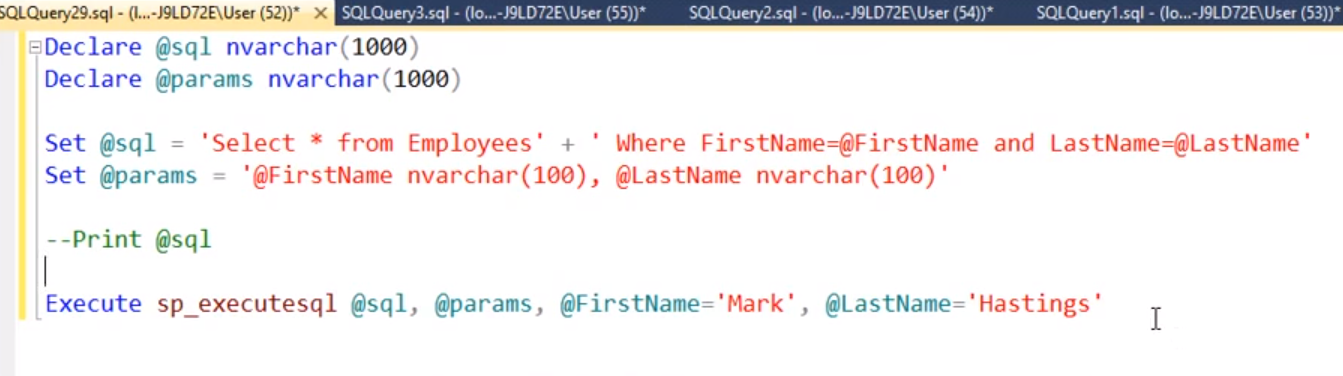 SQLQuery29.sql - (l...-J9LD72E\User (52))* SQLQuery3.sql - (lo...-J9LD72E\User (55))* SQLQuery2.sql - (lo...-J9LD72E\User (54))* SQLQuery1.sql - (lo...-J9LD72E\User (53))*
Declare @sql nvarchar(1000)
Declare @params nvarchar(1000)
Set @sql = 'Select * from Employees' + ' Where FirstName=@FirstName and LastName=@LastName'
Set @params = '@FirstName nvarchar(100), @LastName nvarchar(100)'
--Print @sql
Execute sp_executesql @sql, @params, @FirstName='Mark', @LastName='Hastings'